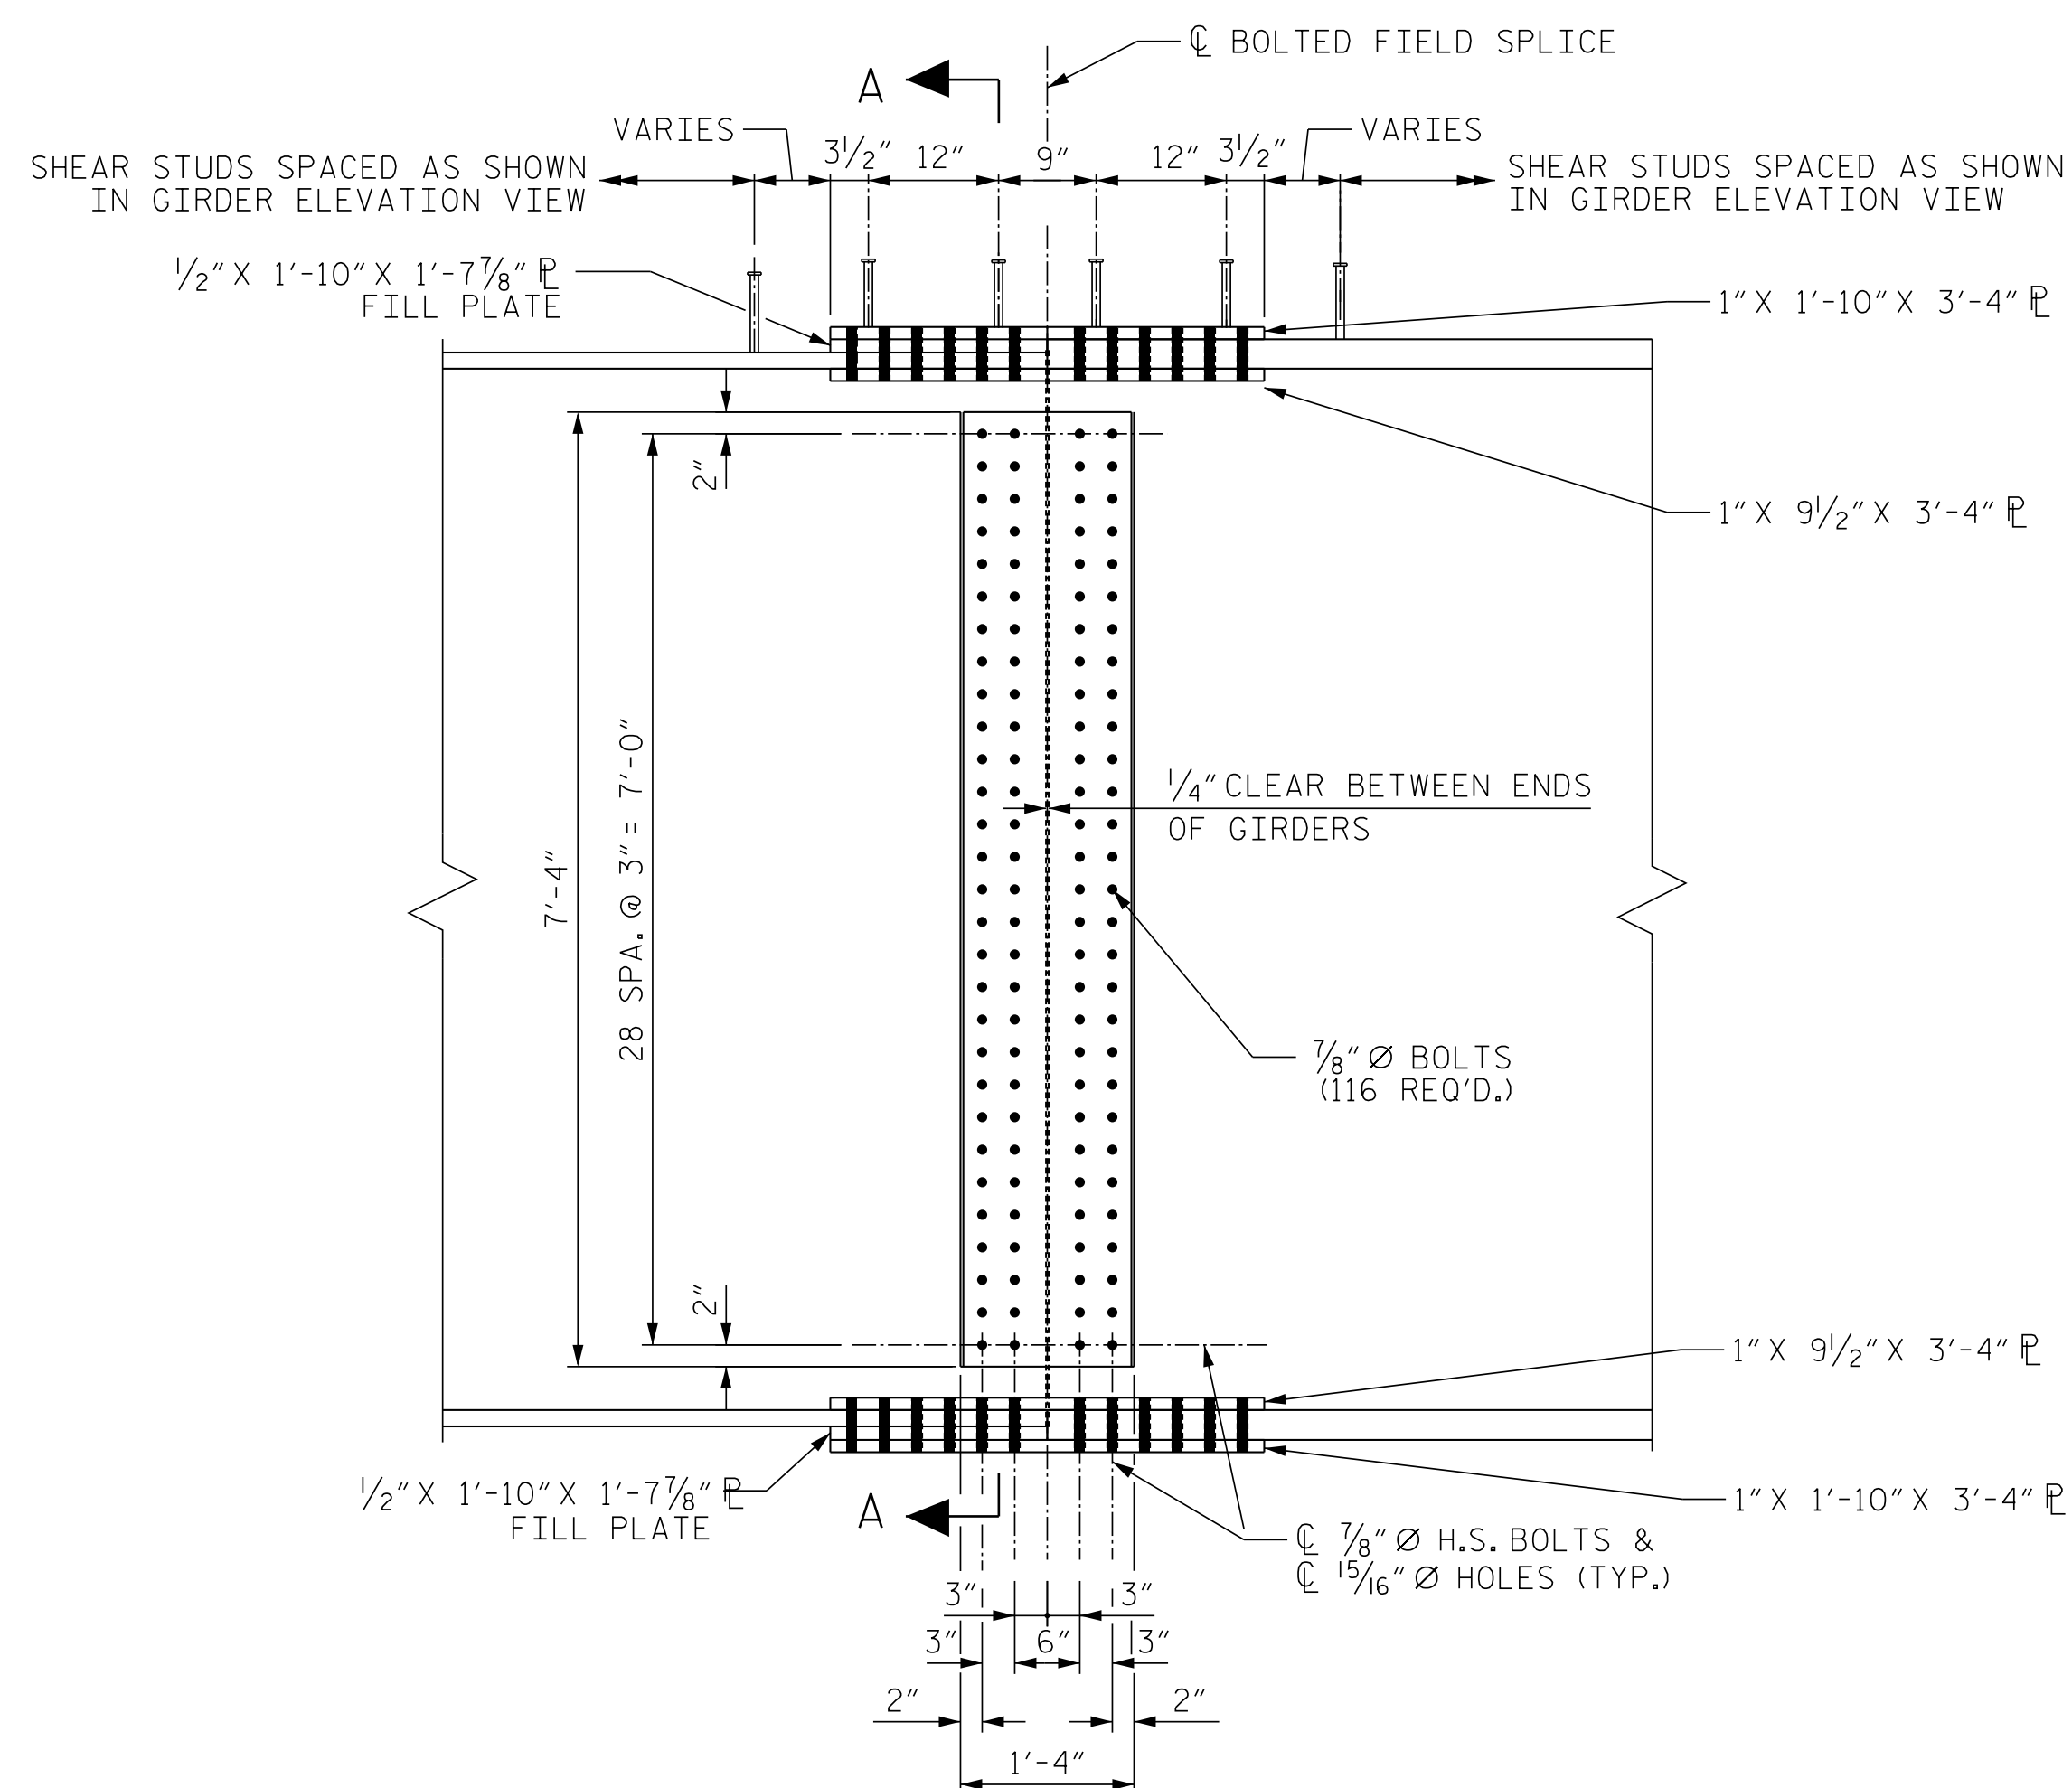 ℄ BOLTED FIELD SPLICE
A
VARIES
3½" 12" 9" 12" 3½"
VARIES
SHEAR STUDS SPACED AS SHOWN
IN GIRDER ELEVATION VIEW
SHEAR STUDS SPACED AS SHOWN
IN GIRDER ELEVATION VIEW
½" X 1'-10" X 1'-7⅞" ⅊
FILL PLATE
1" X 1'-10" X 3'-4" ⅊
2"
1" X 9½" X 3'-4" ⅊
7'-4"
28 SPA. @ 3" = 7'-0"
¼" CLEAR BETWEEN ENDS
OF GIRDERS
⅞" Ø BOLTS
(116 REQ'D.)
2"
1" X 9½" X 3'-4" ⅊
½" X 1'-10" X 1'-7⅞" ⅊
FILL PLATE
A
1" X 1'-10" X 3'-4" ⅊
℄ ⅞" Ø H.S. BOLTS &
℄ 15/16" Ø HOLES (TYP.)
3" 3"
3" 6" 3"
2" 2"
1'-4"